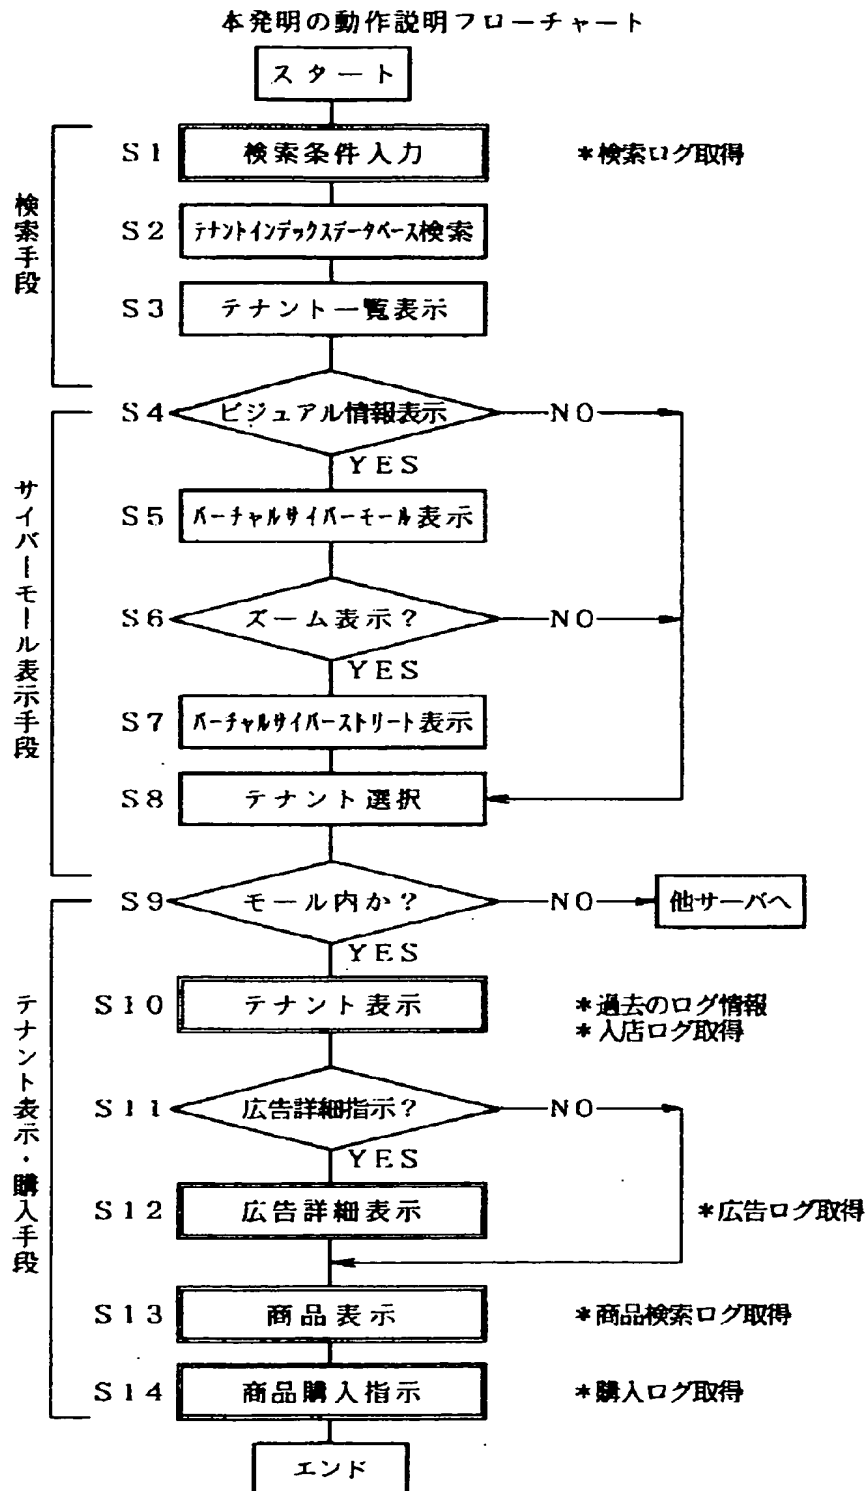 本発明の動作説明フローチャート
スタート
検索手段
S1 検索条件入力 *検索ログ取得
S2 テナントインデックスデータベース検索
S3 テナント一覧表示
サイバーモール表示手段
S4 ビジュアル情報表示 NO
YES
S5 バーチャルサイバーモール表示
S6 ズーム表示? NO
YES
S7 バーチャルサイバーストリート表示
S8 テナント選択
テナント表示・購入手段
S9 モール内か? NO 他サーバへ
YES
S10 テナント表示 *過去のログ情報
*入店ログ取得
S11 広告詳細指示? NO
YES
S12 広告詳細表示 *広告ログ取得
S13 商品表示 *商品検索ログ取得
S14 商品購入指示 *購入ログ取得
エンド